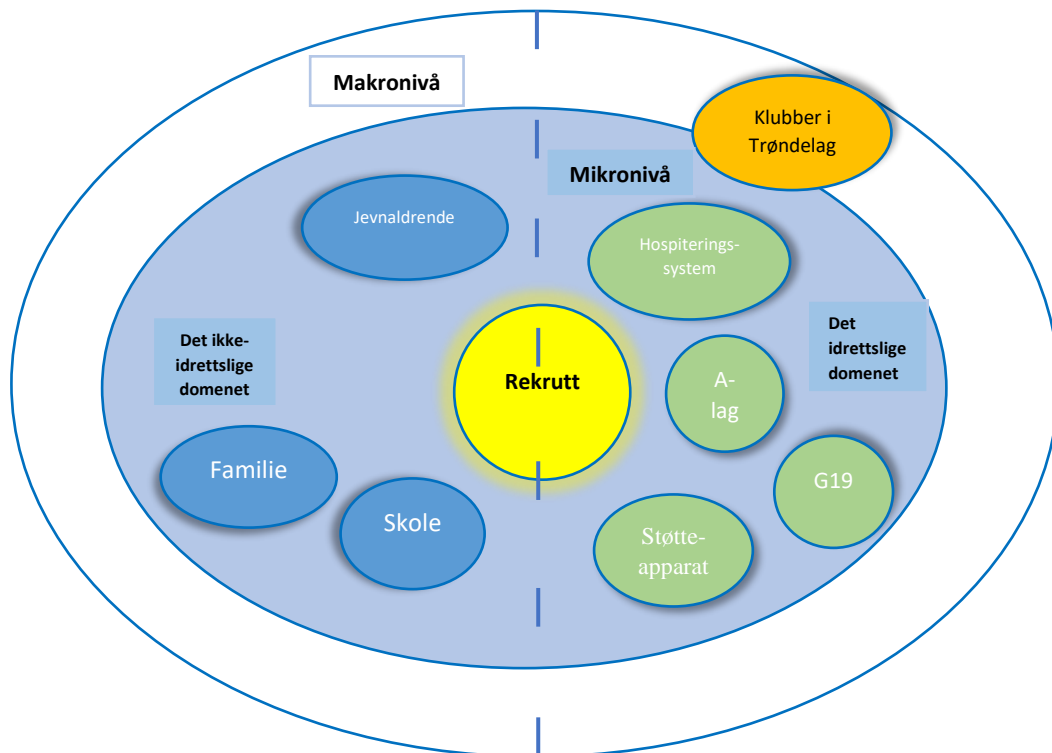 Makronivå
Klubber i
Trøndelag
Mikronivå
Jevnaldrende
Hospiterings-
system
Det ikke-
idrettslige
domenet
Det
idrettslige
domenet
Rekrutt
A-
lag
Familie
G19
Skole
Støtte-
apparat